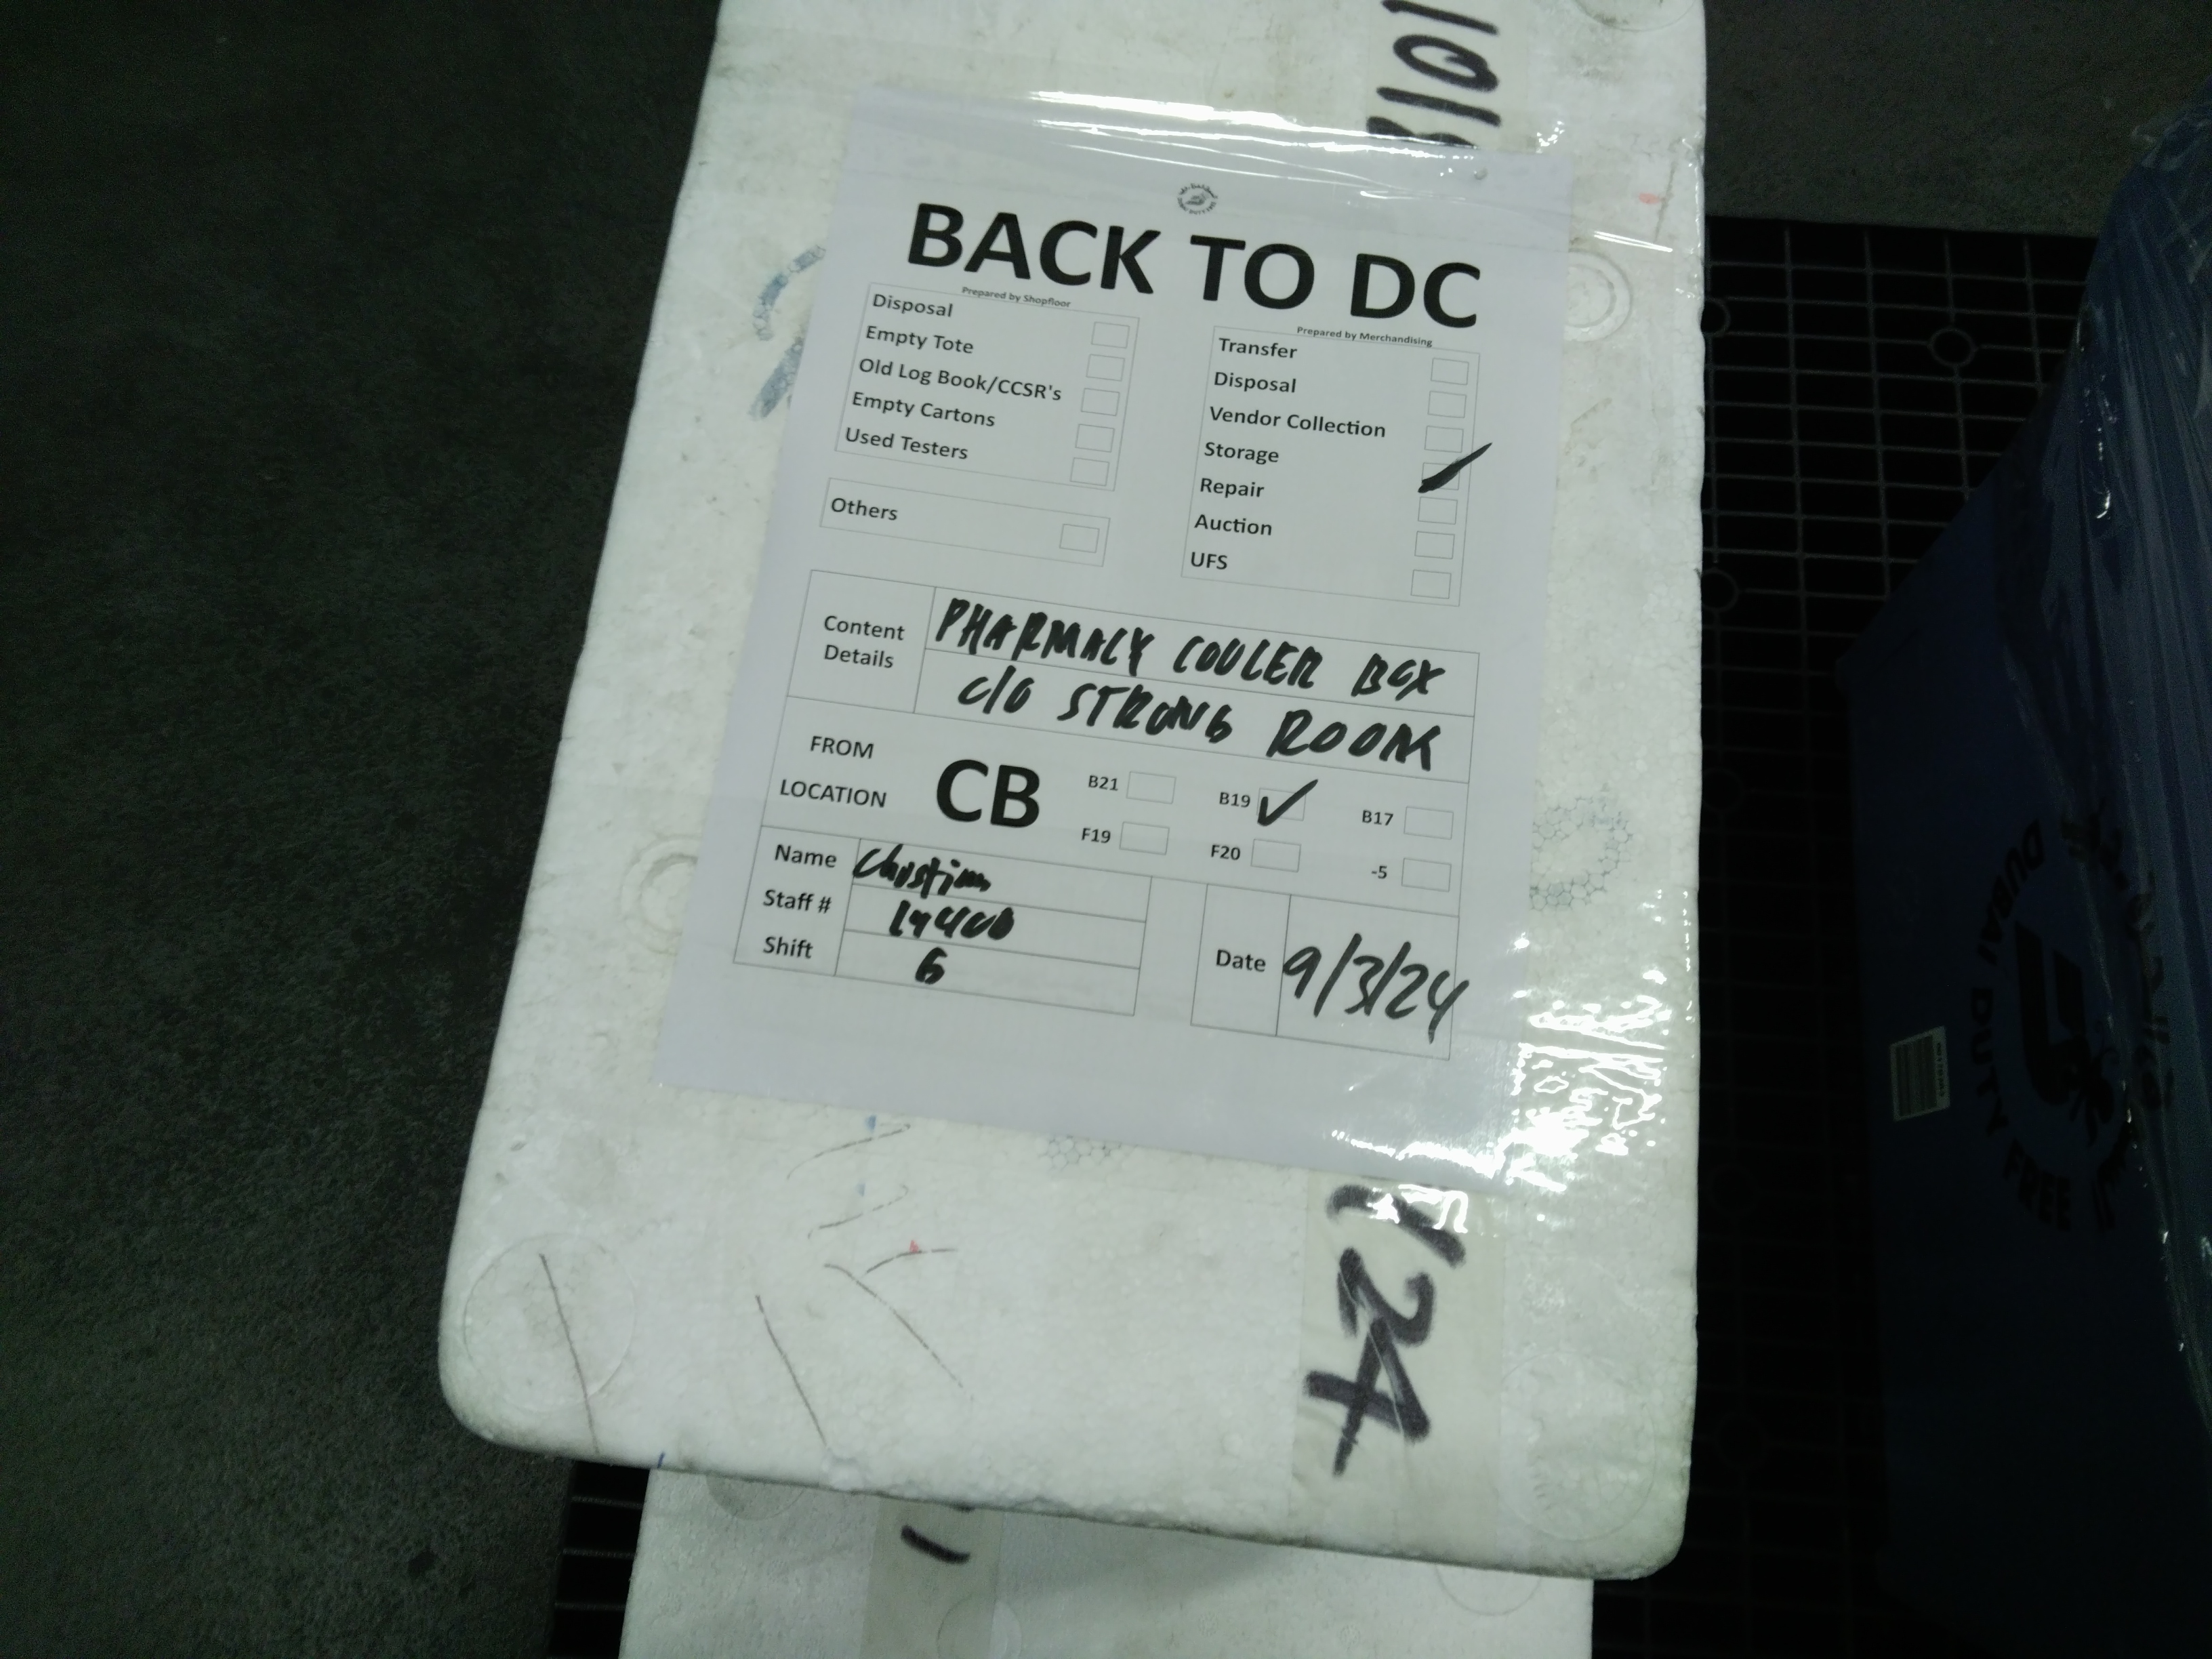 BACK TO DC
Prepared by Shopfloor
Disposal
Empty Tote
Old Log Book/CCSR's
Empty Cartons
Used Testers
Others
Prepared by Merchandising
Transfer
Disposal
Vendor Collection
Storage
Repair
Auction
UFS
Content Details
PHARMACY COOLER BOX
C/O STRONG ROOM
FROM LOCATION
CB
B21 B19 B17
F19 F20 -5
Name
Staff #
Shift 6
Date 9/3/24
24
DUBAI DUTY FREE